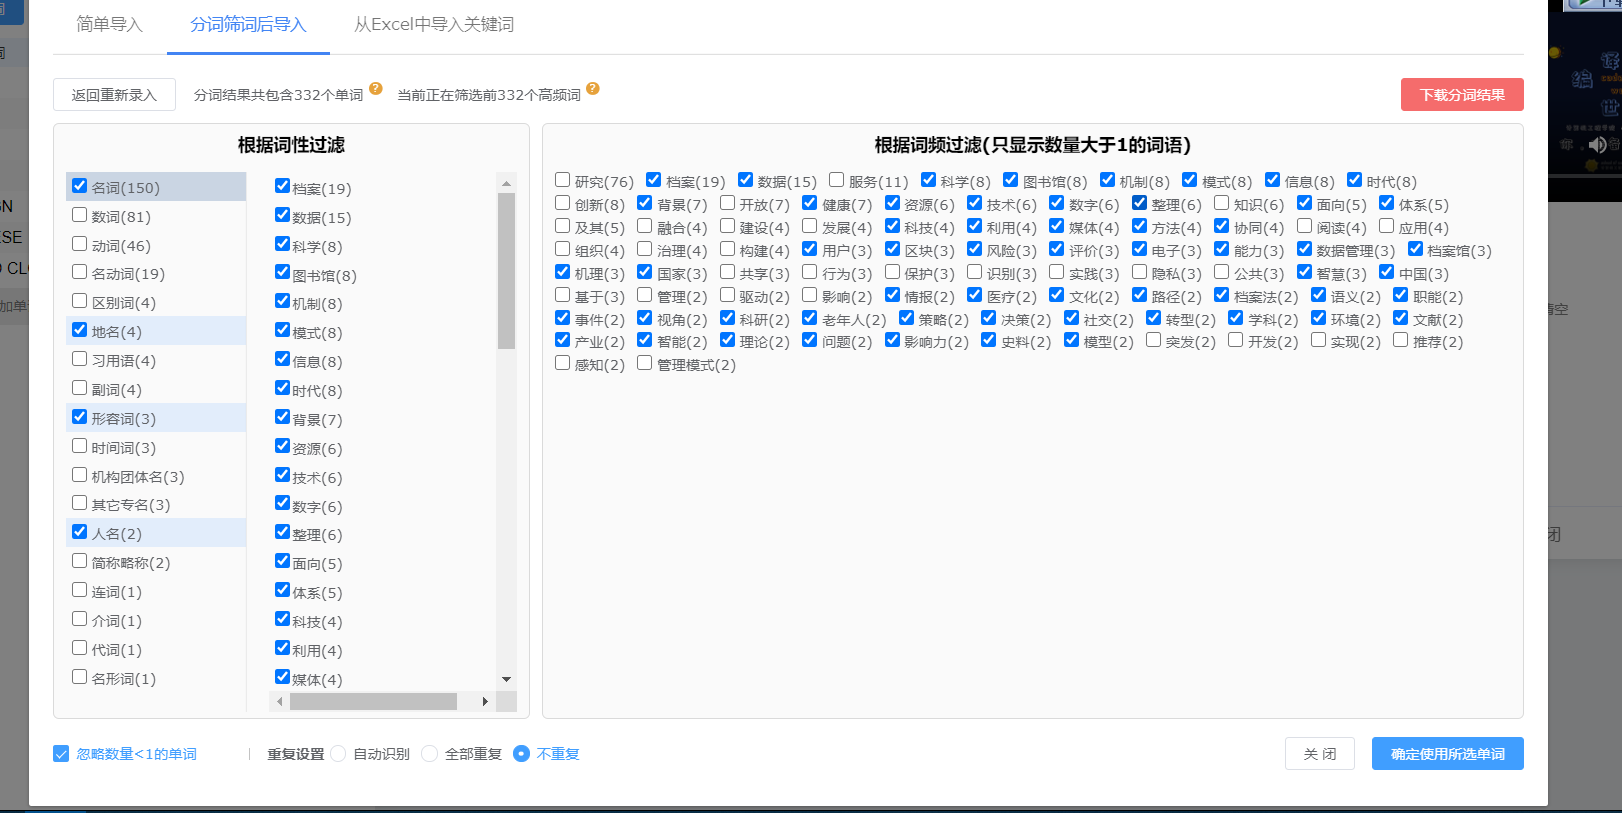 简单导入 分词筛词后导入 从Excel中导入关键词
返回重新录入 分词结果共包含332个单词 ? 当前正在筛选前332个高频词 ? 下载分词结果
根据词性过滤
名词(150)
数词(81)
动词(46)
名动词(19)
区别词(4)
地名(4)
习用语(4)
副词(4)
形容词(3)
时间词(3)
机构团体名(3)
其它专名(3)
人名(2)
简称略称(2)
连词(1)
介词(1)
代词(1)
名形词(1)
档案(19)
数据(15)
科学(8)
图书馆(8)
机制(8)
模式(8)
信息(8)
时代(8)
背景(7)
资源(6)
技术(6)
数字(6)
整理(6)
面向(5)
体系(5)
科技(4)
利用(4)
媒体(4)
根据词频过滤(只显示数量大于1的词语)
研究(76) 档案(19) 数据(15) 服务(11) 科学(8) 图书馆(8) 机制(8) 模式(8) 信息(8) 时代(8)
创新(8) 背景(7) 开放(7) 健康(7) 资源(6) 技术(6) 数字(6) 整理(6) 知识(6) 面向(5) 体系(5)
及其(5) 融合(4) 建设(4) 发展(4) 科技(4) 利用(4) 媒体(4) 方法(4) 协同(4) 阅读(4) 应用(4)
组织(4) 治理(4) 构建(4) 用户(3) 区块(3) 风险(3) 评价(3) 电子(3) 能力(3) 数据管理(3) 档案馆(3)
机理(3) 国家(3) 共享(3) 行为(3) 保护(3) 识别(3) 实践(3) 隐私(3) 公共(3) 智慧(3) 中国(3)
基于(3) 管理(2) 驱动(2) 影响(2) 情报(2) 医疗(2) 文化(2) 路径(2) 档案法(2) 语义(2) 职能(2)
事件(2) 视角(2) 科研(2) 老年人(2) 策略(2) 决策(2) 社交(2) 转型(2) 学科(2) 环境(2) 文献(2)
产业(2) 智能(2) 理论(2) 问题(2) 影响力(2) 史料(2) 模型(2) 突发(2) 开发(2) 实现(2) 推荐(2)
感知(2) 管理模式(2)
忽略数量<1的单词 重复设置 自动识别 全部重复 不重复 关 闭 确定使用所选单词
GN
ESE
CL
加单
清空
闭
译
编
世